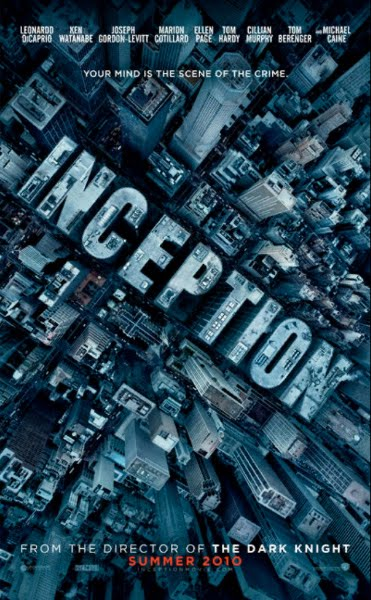 LEONARDO DiCAPRIO KEN WATANABE JOSEPH GORDON-LEVITT MARION COTILLARD ELLEN PAGE TOM HARDY CILLIAN MURPHY TOM BERENGER AND MICHAEL CAINE
YOUR MIND IS THE SCENE OF THE CRIME.
INCEPTION
FROM THE DIRECTOR OF THE DARK KNIGHT
SUMMER 2010
INCEPTIONMOVIE.COM